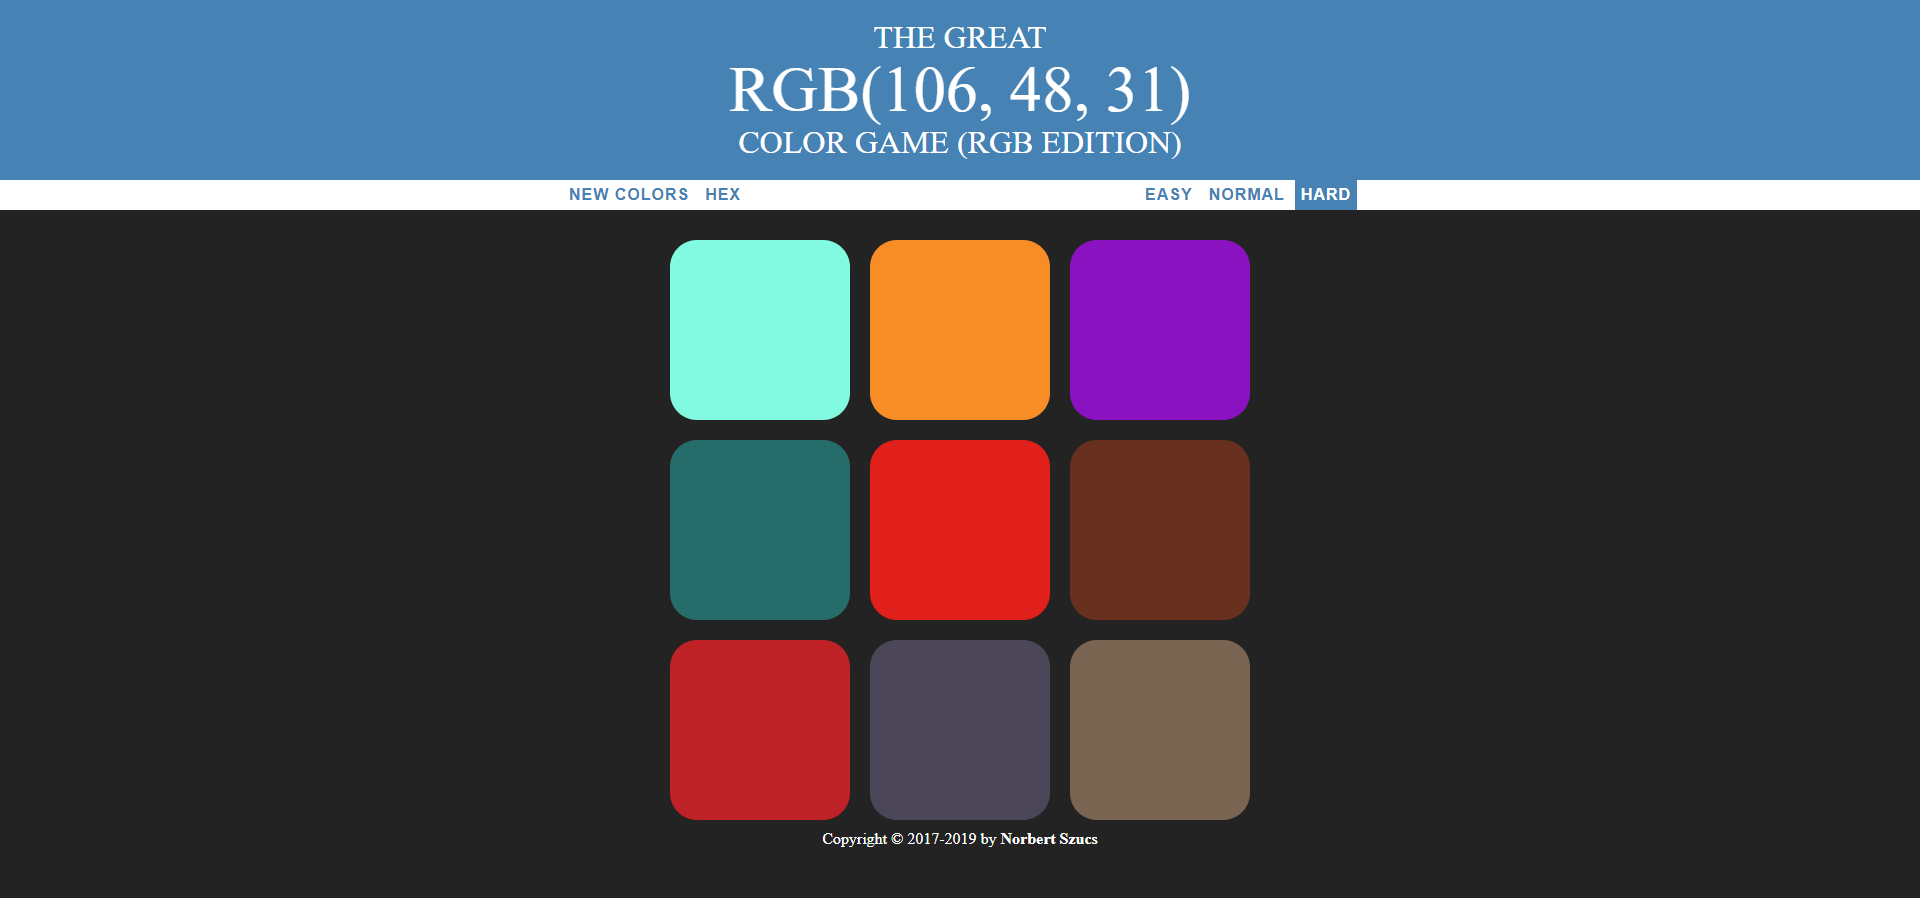 THE GREAT
RGB(106, 48, 31)
COLOR GAME (RGB EDITION)
NEW COLORS HEX EASY NORMAL HARD
Copyright © 2017-2019 by Norbert Szucs